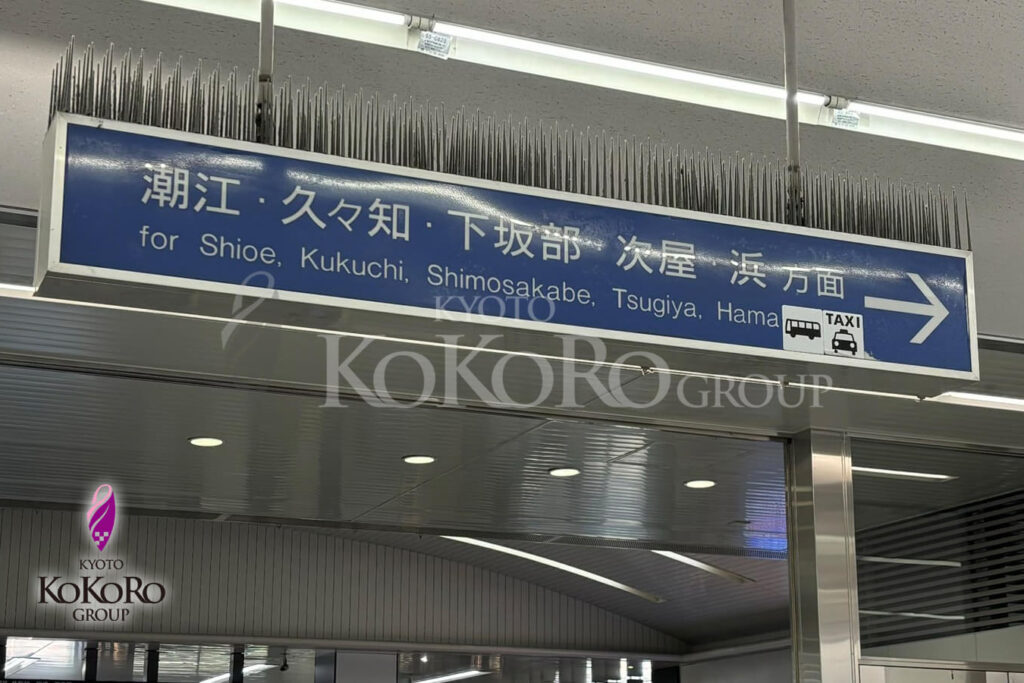 潮江・久々知・下坂部 次屋 浜 方面
for Shioe, Kukuchi, Shimosakabe, Tsugiya, Hama
TAXI
KYOTO
KOKORO GROUP
KYOTO
KOKORO
GROUP